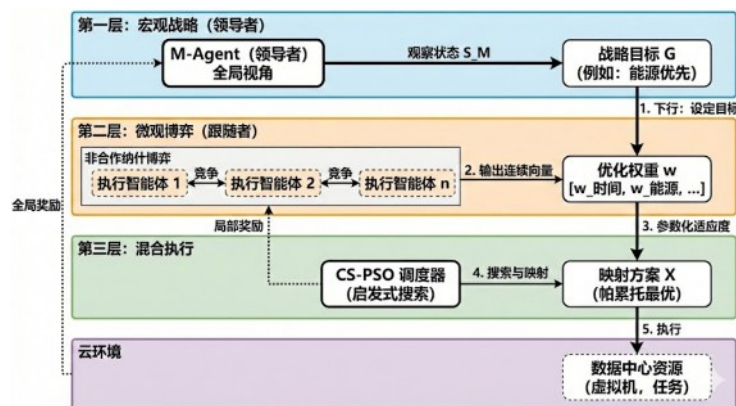 第一层：宏观战略（领导者）
M-Agent（领导者）
全局视角
观察状态 S_M
战略目标 G
（例如：能源优先）
1. 下行：设定目标
第二层：微观博弈（跟随者）
非合作纳什博弈
执行智能体 1
竞争
执行智能体 2
竞争
执行智能体 n
2. 输出连续向量
优化权重 w
[w_时间, w_能源, ...]
全局奖励
局部奖励
3. 参数化适应度
第三层：混合执行
CS-PSO 调度器
（启发式搜索）
4. 搜索与映射
映射方案 X
（帕累托最优）
5. 执行
云环境
数据中心资源
（虚拟机，任务）